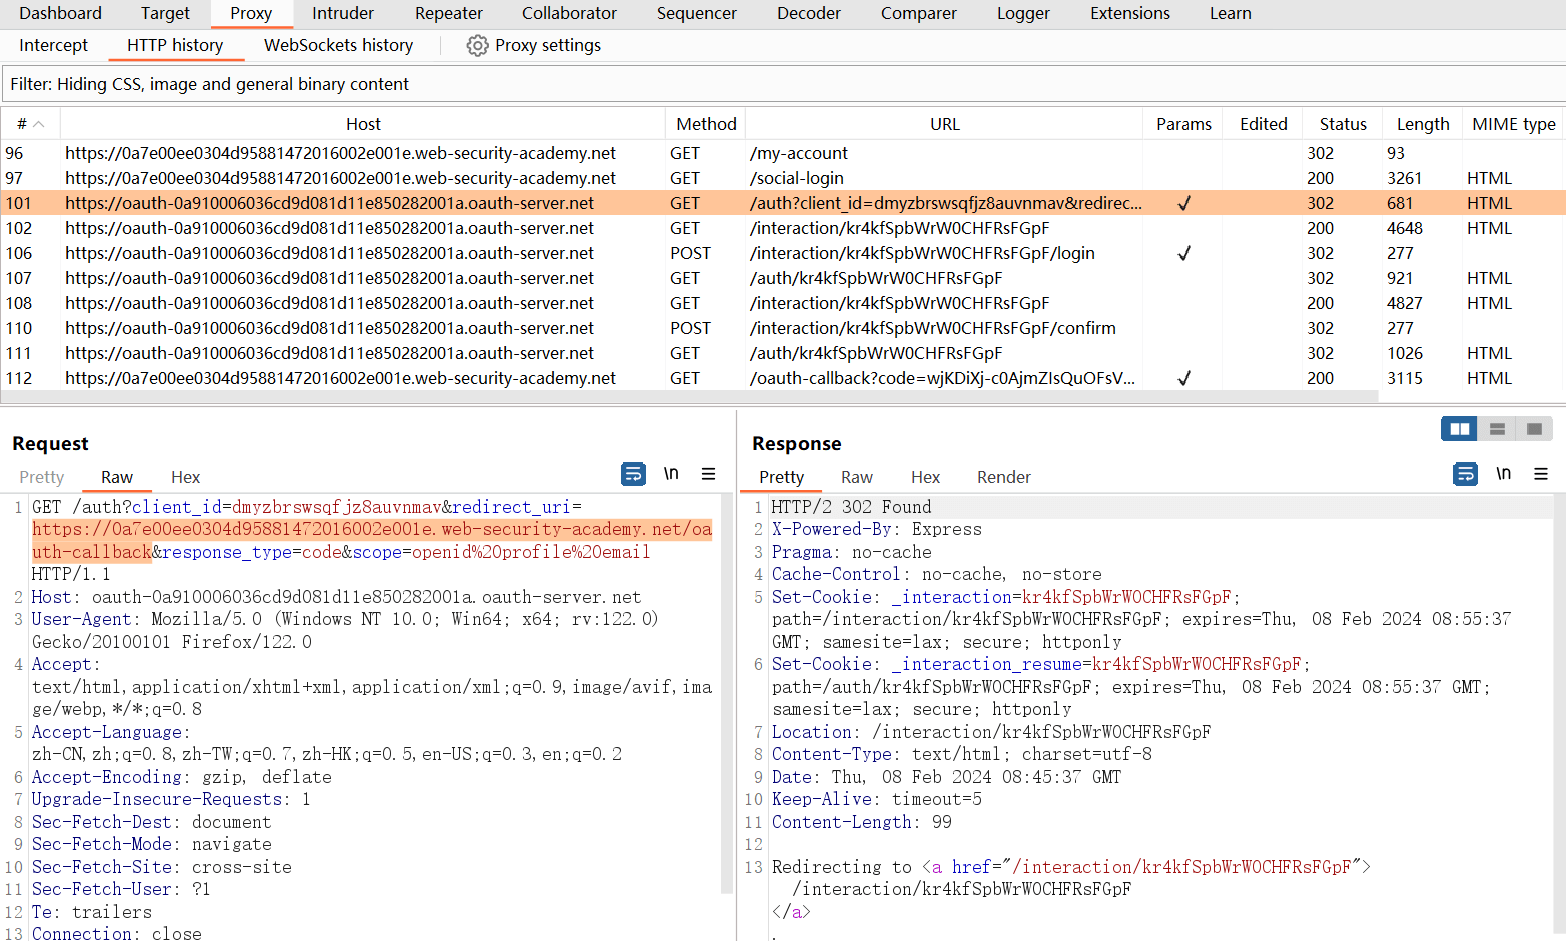 Dashboard Target Proxy Intruder Repeater Collaborator Sequencer Decoder Comparer Logger Extensions Learn
Intercept HTTP history WebSockets history Proxy settings
Filter: Hiding CSS, image and general binary content
# Host Method URL Params Edited Status Length MIME type
96 https://0a7e00ee0304d95881472016002e001e.web-security-academy.net GET /my-account 302 93
97 https://0a7e00ee0304d95881472016002e001e.web-security-academy.net GET /social-login 200 3261 HTML
101 https://oauth-0a910006036cd9d081d11e850282001a.oauth-server.net GET /auth?client_id=dmyzbrswsqfjz8auvnmav&redirec... ✓ 302 681 HTML
102 https://oauth-0a910006036cd9d081d11e850282001a.oauth-server.net GET /interaction/kr4kfSpbWrW0CHFRsFGpF 200 4648 HTML
106 https://oauth-0a910006036cd9d081d11e850282001a.oauth-server.net POST /interaction/kr4kfSpbWrW0CHFRsFGpF/login ✓ 302 277
107 https://oauth-0a910006036cd9d081d11e850282001a.oauth-server.net GET /auth/kr4kfSpbWrW0CHFRsFGpF 302 921 HTML
108 https://oauth-0a910006036cd9d081d11e850282001a.oauth-server.net GET /interaction/kr4kfSpbWrW0CHFRsFGpF 200 4827 HTML
110 https://oauth-0a910006036cd9d081d11e850282001a.oauth-server.net POST /interaction/kr4kfSpbWrW0CHFRsFGpF/confirm 302 277
111 https://oauth-0a910006036cd9d081d11e850282001a.oauth-server.net GET /auth/kr4kfSpbWrW0CHFRsFGpF 302 1026 HTML
112 https://0a7e00ee0304d95881472016002e001e.web-security-academy.net GET /oauth-callback?code=wjKDiXj-c0AjmZIsQuOFsV... ✓ 200 3115 HTML
Request
Pretty Raw Hex \n
1 GET /auth?client_id=dmyzbrswsqfjz8auvnmav&redirect_uri=
https://0a7e00ee0304d95881472016002e001e.web-security-academy.net/oa
uth-callback&response_type=code&scope=openid%20profile%20email
HTTP/1.1
2 Host: oauth-0a910006036cd9d081d11e850282001a.oauth-server.net
3 User-Agent: Mozilla/5.0 (Windows NT 10.0; Win64; x64; rv:122.0)
Gecko/20100101 Firefox/122.0
4 Accept:
text/html,application/xhtml+xml,application/xml;q=0.9,image/avif,ima
ge/webp,*/*;q=0.8
5 Accept-Language:
zh-CN,zh;q=0.8,zh-TW;q=0.7,zh-HK;q=0.5,en-US;q=0.3,en;q=0.2
6 Accept-Encoding: gzip, deflate
7 Upgrade-Insecure-Requests: 1
8 Sec-Fetch-Dest: document
9 Sec-Fetch-Mode: navigate
10 Sec-Fetch-Site: cross-site
11 Sec-Fetch-User: ?1
12 Te: trailers
13 Connection: close
Response
Pretty Raw Hex Render \n
1 HTTP/2 302 Found
2 X-Powered-By: Express
3 Pragma: no-cache
4 Cache-Control: no-cache, no-store
5 Set-Cookie: _interaction=kr4kfSpbWrW0CHFRsFGpF;
path=/interaction/kr4kfSpbWrW0CHFRsFGpF; expires=Thu, 08 Feb 2024 08:55:37
GMT; samesite=lax; secure; httponly
6 Set-Cookie: _interaction_resume=kr4kfSpbWrW0CHFRsFGpF;
path=/auth/kr4kfSpbWrW0CHFRsFGpF; expires=Thu, 08 Feb 2024 08:55:37 GMT;
samesite=lax; secure; httponly
7 Location: /interaction/kr4kfSpbWrW0CHFRsFGpF
8 Content-Type: text/html; charset=utf-8
9 Date: Thu, 08 Feb 2024 08:45:37 GMT
10 Keep-Alive: timeout=5
11 Content-Length: 99
12
13 Redirecting to <a href="/interaction/kr4kfSpbWrW0CHFRsFGpF">
/interaction/kr4kfSpbWrW0CHFRsFGpF
</a>
.